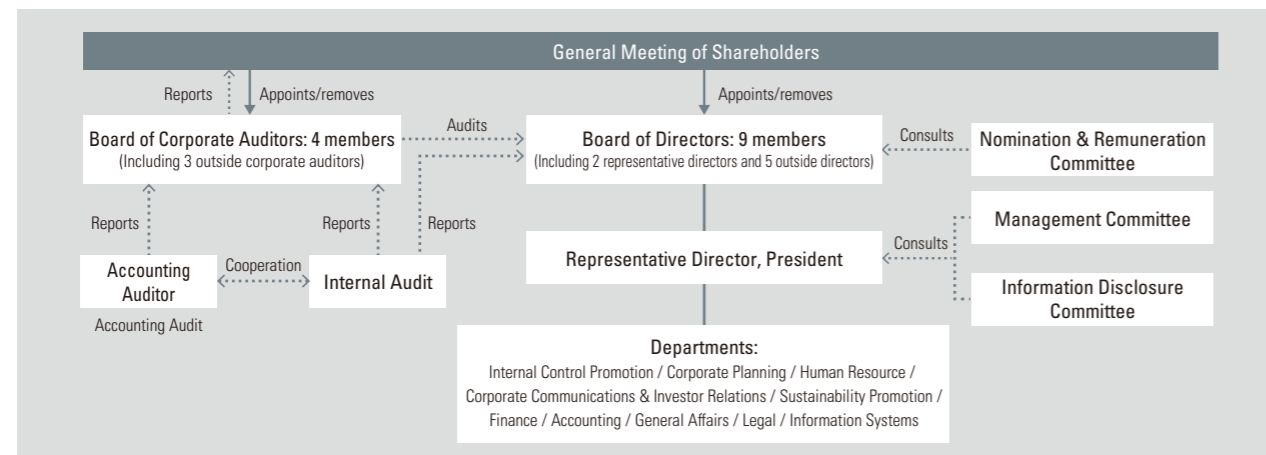 General Meeting of Shareholders
Reports
Appoints/removes
Appoints/removes
Board of Corporate Auditors: 4 members
(Including 3 outside corporate auditors)
Audits
Board of Directors: 9 members
(Including 2 representative directors and 5 outside directors)
Consults
Nomination & Remuneration
Committee
Reports
Reports
Reports
Management Committee
Consults
Representative Director, President
Accounting
Auditor
Cooperation
Internal Audit
Information Disclosure
Committee
Accounting Audit
Departments:
Internal Control Promotion / Corporate Planning / Human Resource /
Corporate Communications & Investor Relations / Sustainability Promotion /
Finance / Accounting / General Affairs / Legal / Information Systems